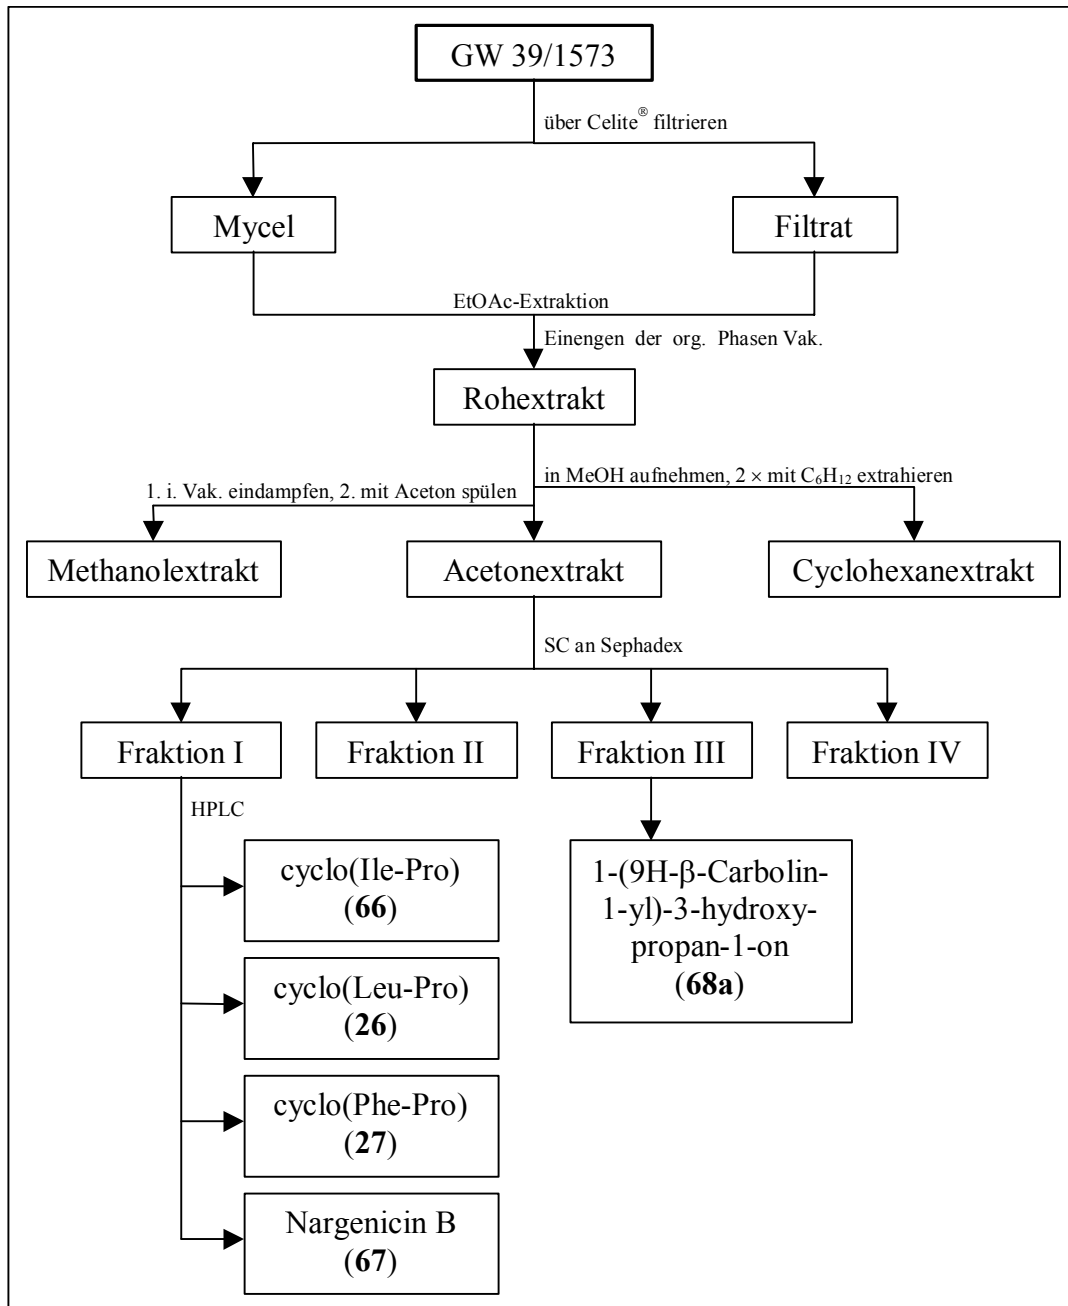 GW 39/1573
über Celite® filtrieren
Mycel
Filtrat
EtOAc-Extraktion
Einengen der org. Phasen Vak.
Rohextrakt
in MeOH aufnehmen, 2 × mit C₆H₁₂ extrahieren
1. i. Vak. eindampfen, 2. mit Aceton spülen
Methanolextrakt
Acetonextrakt
Cyclohexanextrakt
SC an Sephadex
Fraktion I
Fraktion II
Fraktion III
Fraktion IV
HPLC
cyclo(Ile-Pro)
(66)
cyclo(Leu-Pro)
(26)
cyclo(Phe-Pro)
(27)
Nargenicin B
(67)
1-(9H-β-Carbolin-
1-yl)-3-hydroxy-
propan-1-on
(68a)